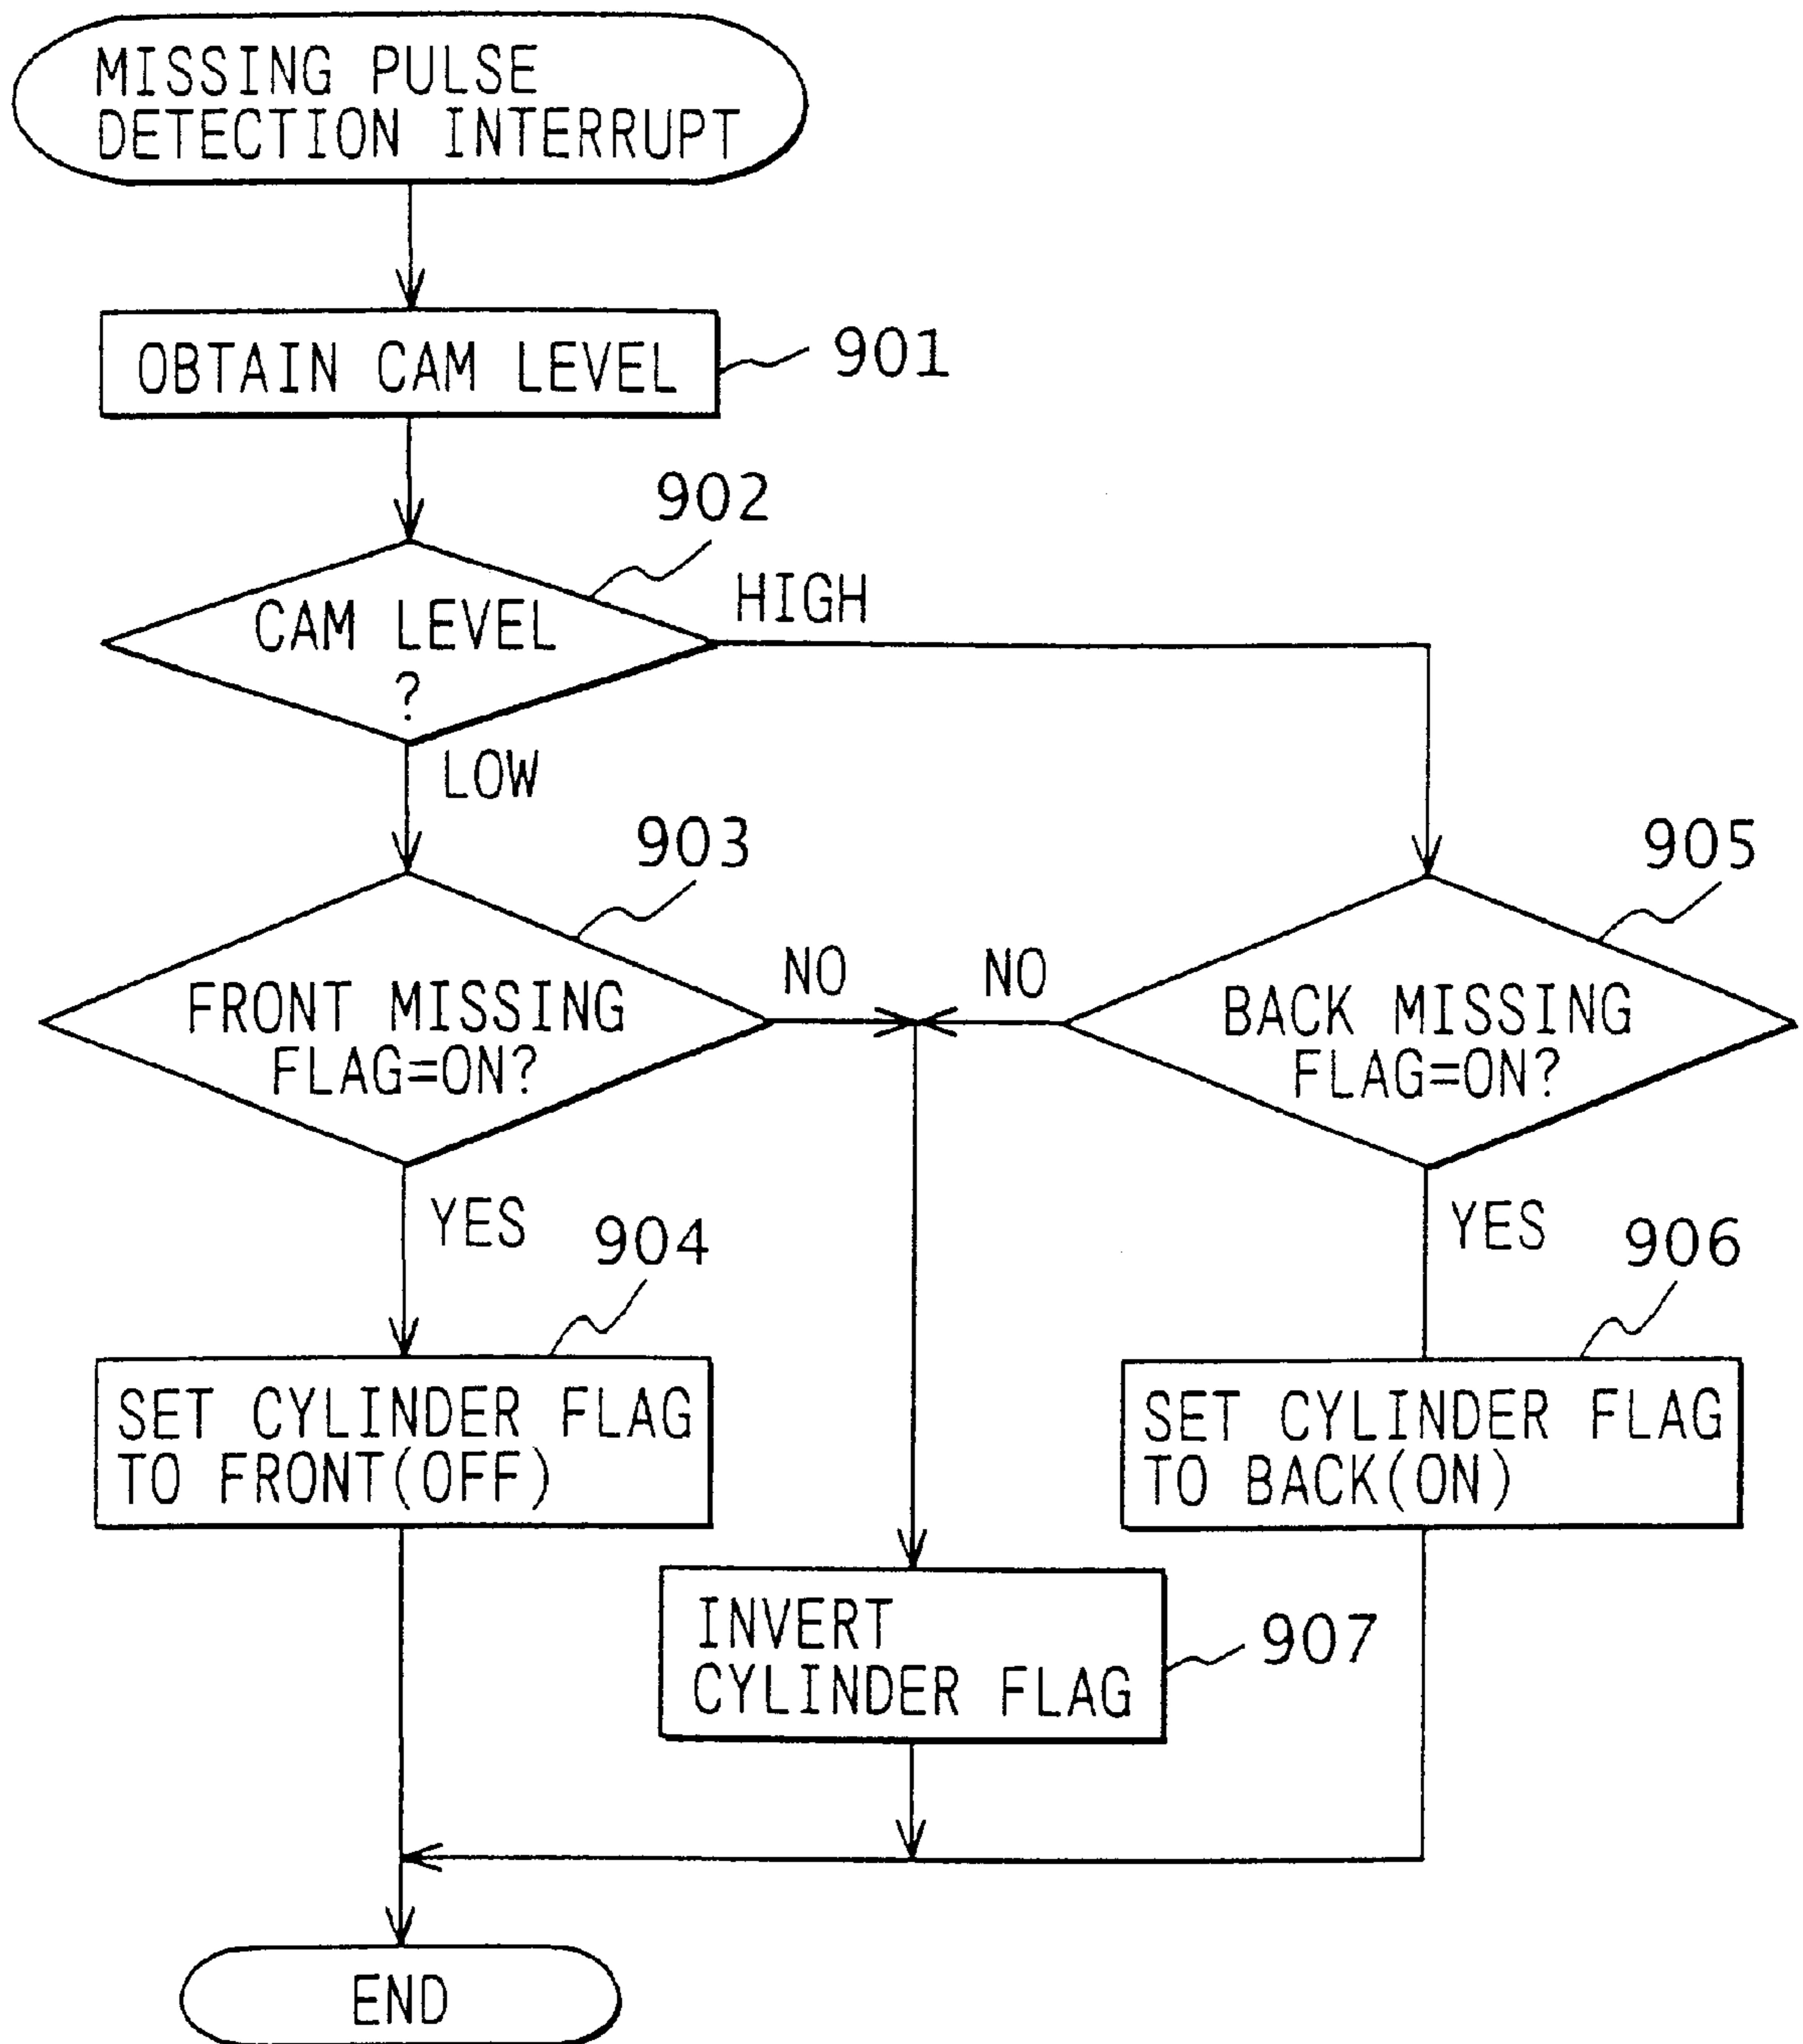 MISSING PULSE
DETECTION INTERRUPT
OBTAIN CAM LEVEL
901
902
CAM LEVEL
?
HIGH
LOW
903
FRONT MISSING
FLAG=ON?
NO
NO
905
BACK MISSING
FLAG=ON?
YES
904
SET CYLINDER FLAG
TO FRONT(OFF)
YES
906
SET CYLINDER FLAG
TO BACK(ON)
INVERT
CYLINDER FLAG
907
END